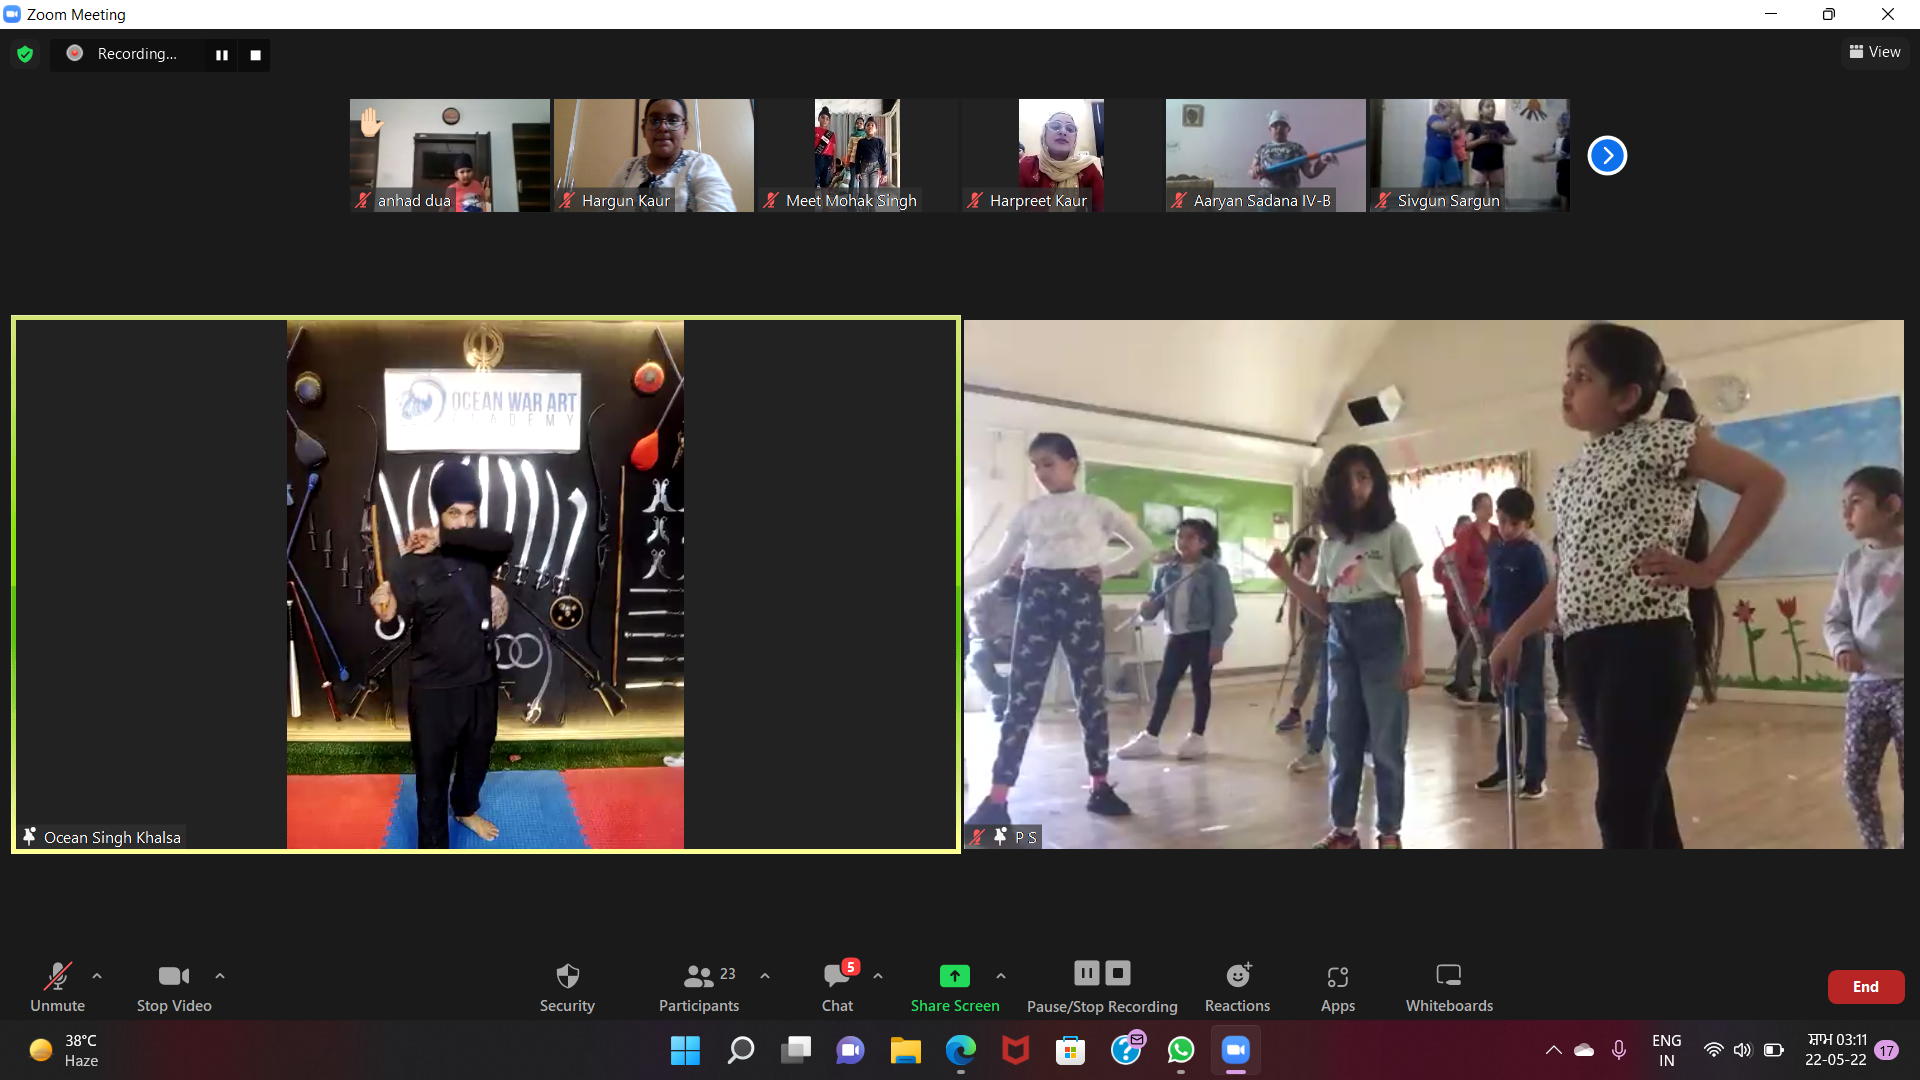 Zoom Meeting
Recording...
View
anhad dua
Hargun Kaur
Meet Mohak Singh
Harpreet Kaur
Aaryan Sadana IV-B
Sivgun Sargun
OCEAN WAR ART
ACADEMY
Ocean Singh Khalsa
P S
23
5
Unmute
Stop Video
Security
Participants
Chat
Share Screen
Pause/Stop Recording
Reactions
Apps
Whiteboards
End
38°C
Haze
ENG
IN
ਸ਼ਾਮ 03:11
22-05-22
17